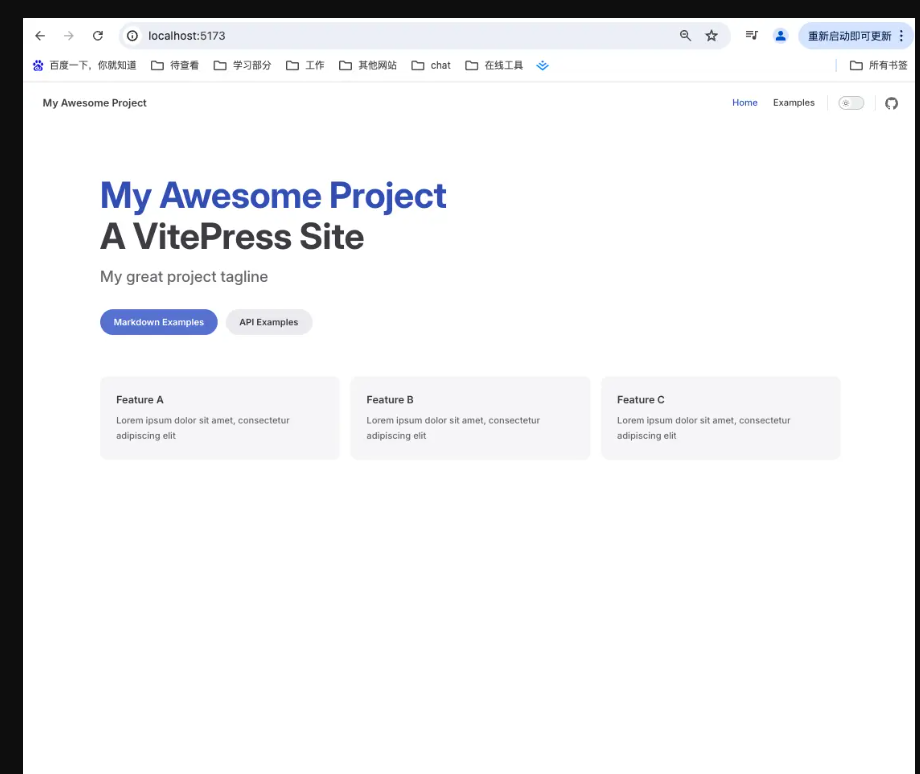 localhost:5173
重新启动即可更新
百度一下，你就知道 待查看 学习部分 工作 其他网站 chat 在线工具 所有书签
My Awesome Project Home Examples
My Awesome Project
A VitePress Site
My great project tagline
Markdown Examples API Examples
Feature A
Lorem ipsum dolor sit amet, consectetur
adipiscing elit
Feature B
Lorem ipsum dolor sit amet, consectetur
adipiscing elit
Feature C
Lorem ipsum dolor sit amet, consectetur
adipiscing elit